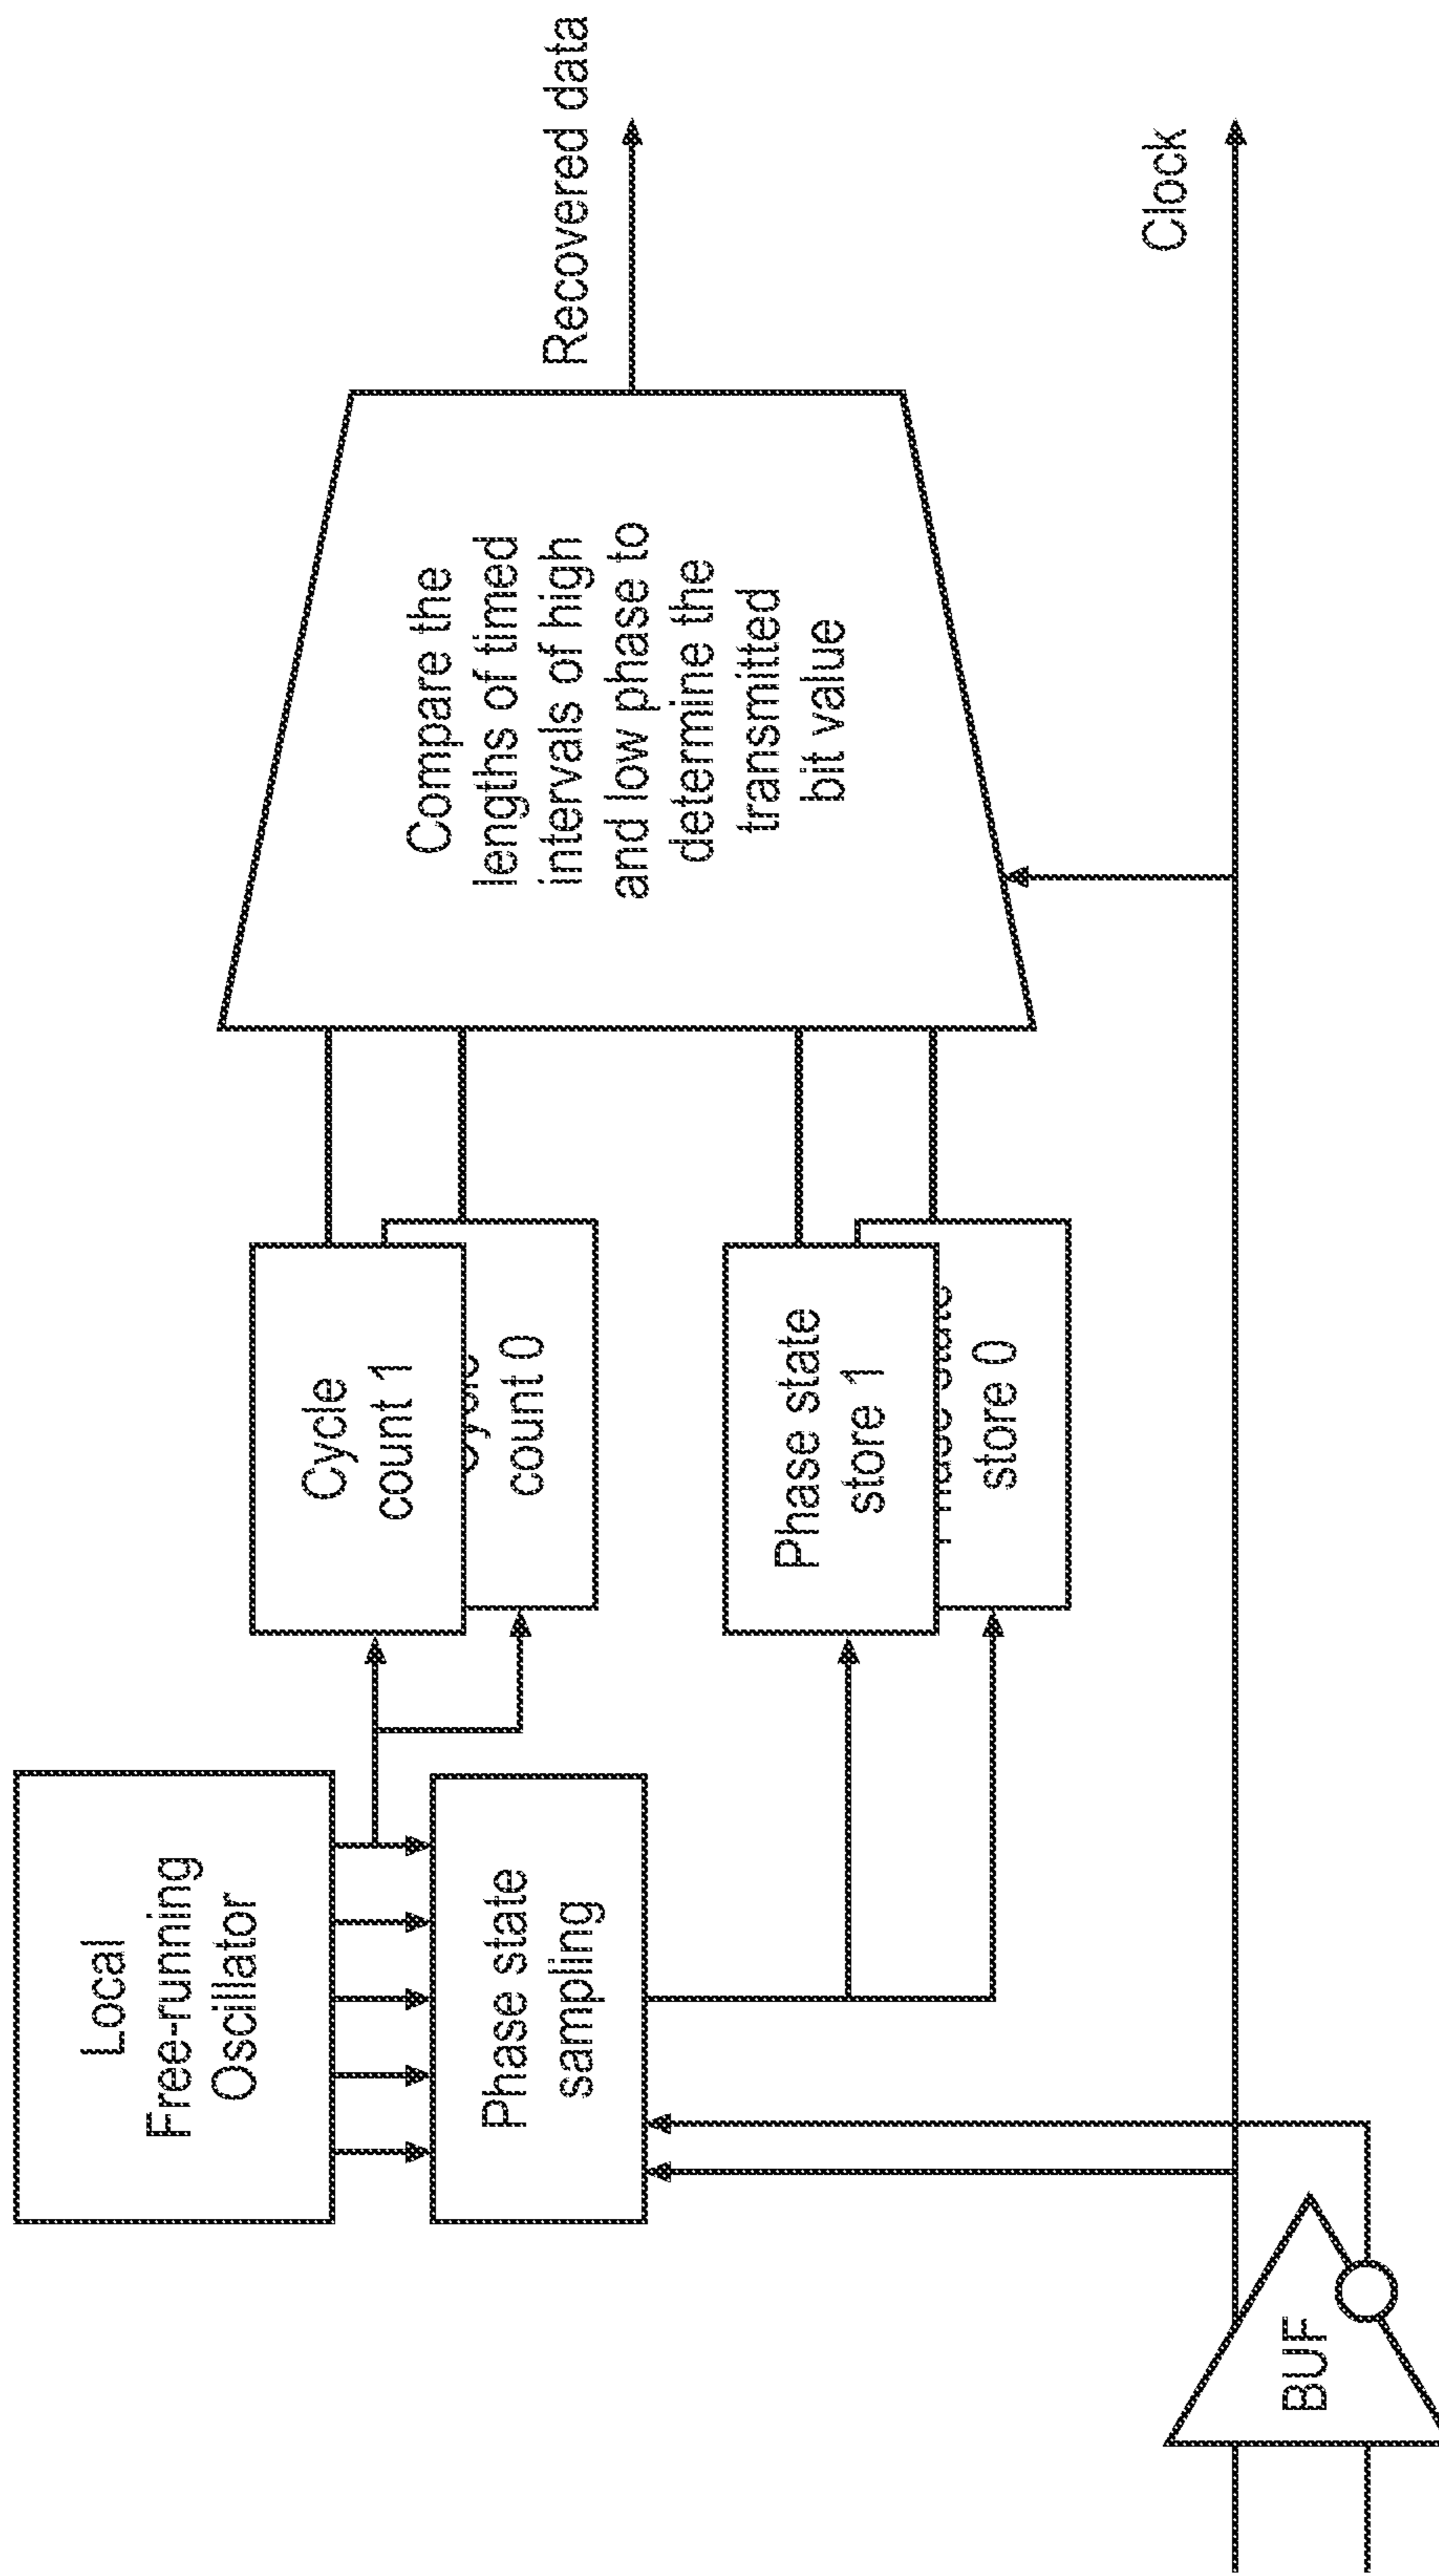 Local
Free-running
Oscillator
Phase state
sampling
Cycle
count 1
count 0
Phase state
store 1
store 0
Compare the
lengths of timed
intervals of high
and low phase to
determine the
transmitted
bit value
Recovered data
Clock
BUF